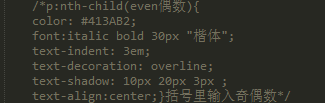 /*p:nth-child(even偶数){
color: #413AB2;
font:italic bold 30px "楷体";
text-indent: 3em;
text-decoration: overline;
text-shadow: 10px 20px 3px ;
text-align:center;}括号里输入奇偶数*/